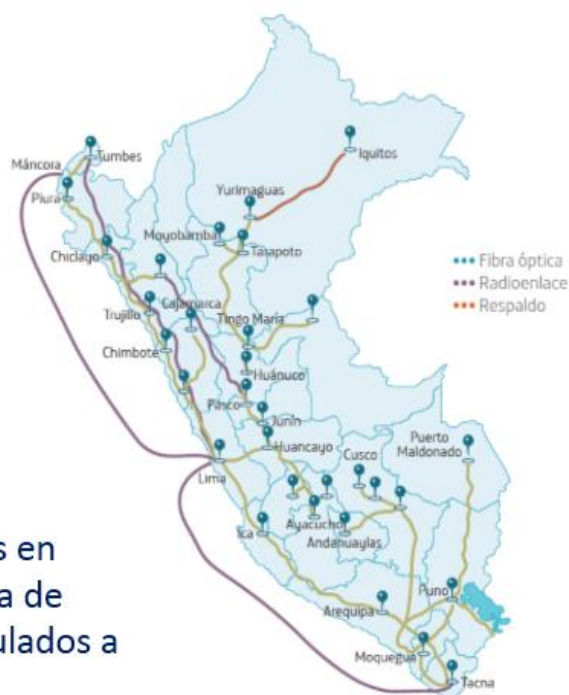 Tumbes
Máncora
Iquitos
Piura
Yurimaguas
Moyobamba
Tarapoto
Chiclayo
Fibra óptica
Radioenlace
Respaldo
Cajamarca
Trujillo
Tingo María
Chimbote
Huánuco
Pasco
Junín
Puerto
Maldonado
Huancayo
Cusco
Lima
s en
Ayacucho
Ica
Andahuaylas
a de
Puno
Arequipa
ulados a
Moquegua
Tacna